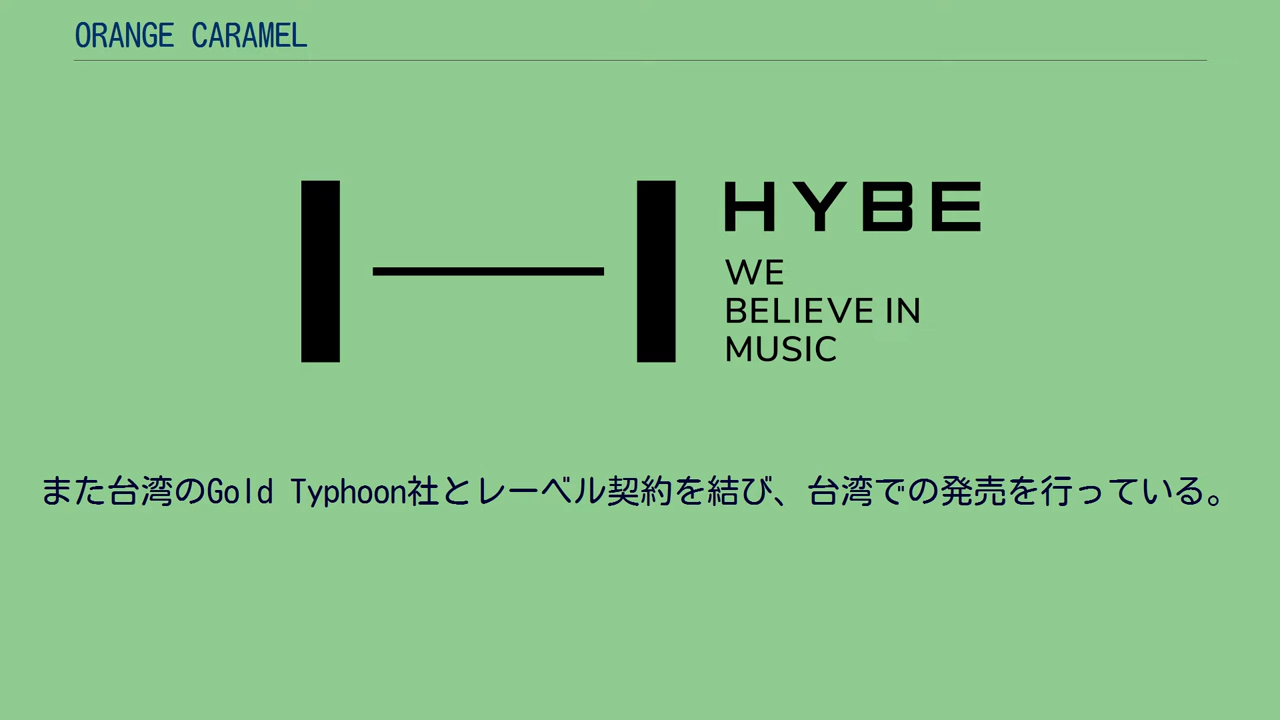 ORANGE CARAMEL
HYBE
WE
BELIEVE IN
MUSIC
また台湾のGold Typhoon社とレーベル契約を結び、台湾での発売を行っている。